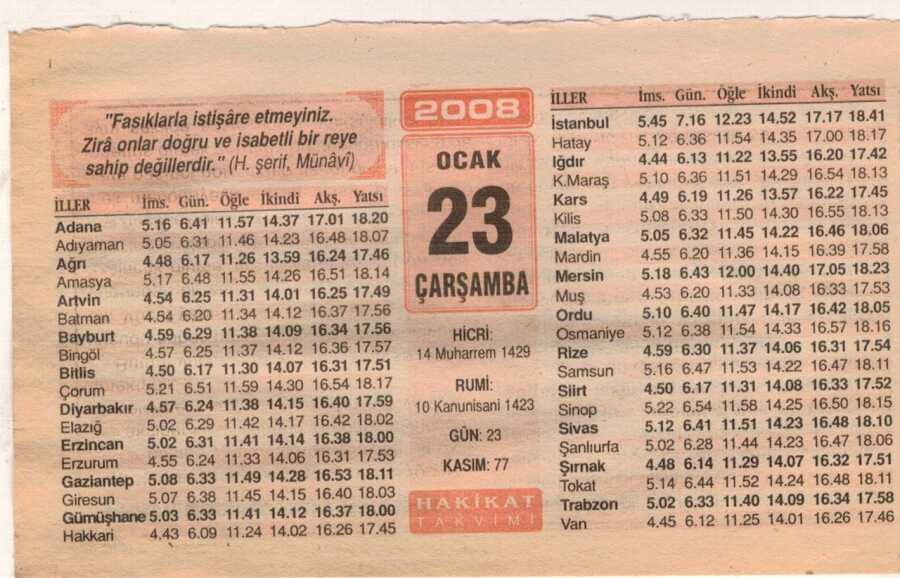 "Fasıklarla istişâre etmeyiniz.
Zirâ onlar doğru ve isabetli bir reye
sahip değillerdir." (H. şerif, Münâvî)
İLLER İms. Gün. Öğle İkindi Akş. Yatsı
Adana 5.16 6.41 11.57 14.37 17.01 18.20
Adıyaman 5.05 6.31 11.46 14.23 16.48 18.07
Ağrı 4.48 6.17 11.26 13.59 16.24 17.46
Amasya 5.17 6.48 11.55 14.26 16.51 18.14
Artvin 4.54 6.25 11.31 14.01 16.25 17.49
Batman 4.54 6.20 11.34 14.12 16.37 17.56
Bayburt 4.59 6.29 11.38 14.09 16.34 17.56
Bingöl 4.57 6.25 11.37 14.12 16.36 17.57
Bitlis 4.50 6.17 11.30 14.07 16.31 17.51
Çorum 5.21 6.51 11.59 14.30 16.54 18.17
Diyarbakır 4.57 6.24 11.38 14.15 16.40 17.59
Elazığ 5.02 6.29 11.42 14.17 16.42 18.02
Erzincan 5.02 6.31 11.41 14.14 16.38 18.00
Erzurum 4.55 6.24 11.33 14.06 16.31 17.53
Gaziantep 5.08 6.33 11.49 14.28 16.53 18.11
Giresun 5.07 6.38 11.45 14.15 16.40 18.03
Gümüşhane 5.03 6.33 11.41 14.12 16.37 18.00
Hakkari 4.43 6.09 11.24 14.02 16.26 17.45
2008
OCAK
23
ÇARŞAMBA
HİCRİ:
14 Muharrem 1429
RUMİ:
10 Kanunisani 1423
GÜN: 23
KASIM: 77
HAKİKAT
TAKVİMİ
İLLER İms. Gün. Öğle İkindi Akş. Yatsı
İstanbul 5.45 7.16 12.23 14.52 17.17 18.41
Hatay 5.12 6.36 11.54 14.35 17.00 18.17
Iğdır 4.44 6.13 11.22 13.55 16.20 17.42
K.Maraş 5.10 6.36 11.51 14.29 16.54 18.13
Kars 4.49 6.19 11.26 13.57 16.22 17.45
Kilis 5.08 6.33 11.50 14.30 16.55 18.13
Malatya 5.05 6.32 11.45 14.22 16.46 18.06
Mardin 4.55 6.20 11.36 14.15 16.39 17.58
Mersin 5.18 6.43 12.00 14.40 17.05 18.23
Muş 4.53 6.20 11.33 14.08 16.33 17.53
Ordu 5.10 6.40 11.47 14.17 16.42 18.05
Osmaniye 5.12 6.38 11.54 14.33 16.57 18.16
Rize 4.59 6.30 11.37 14.06 16.31 17.54
Samsun 5.16 6.47 11.53 14.22 16.47 18.11
Siirt 4.50 6.17 11.31 14.08 16.33 17.52
Sinop 5.22 6.54 11.58 14.25 16.50 18.15
Sivas 5.12 6.41 11.51 14.23 16.48 18.10
Şanlıurfa 5.02 6.28 11.44 14.23 16.47 18.06
Şırnak 4.48 6.14 11.29 14.07 16.32 17.51
Tokat 5.14 6.44 11.52 14.24 16.48 18.11
Trabzon 5.02 6.33 11.40 14.09 16.34 17.58
Van 4.45 6.12 11.25 14.01 16.26 17.46